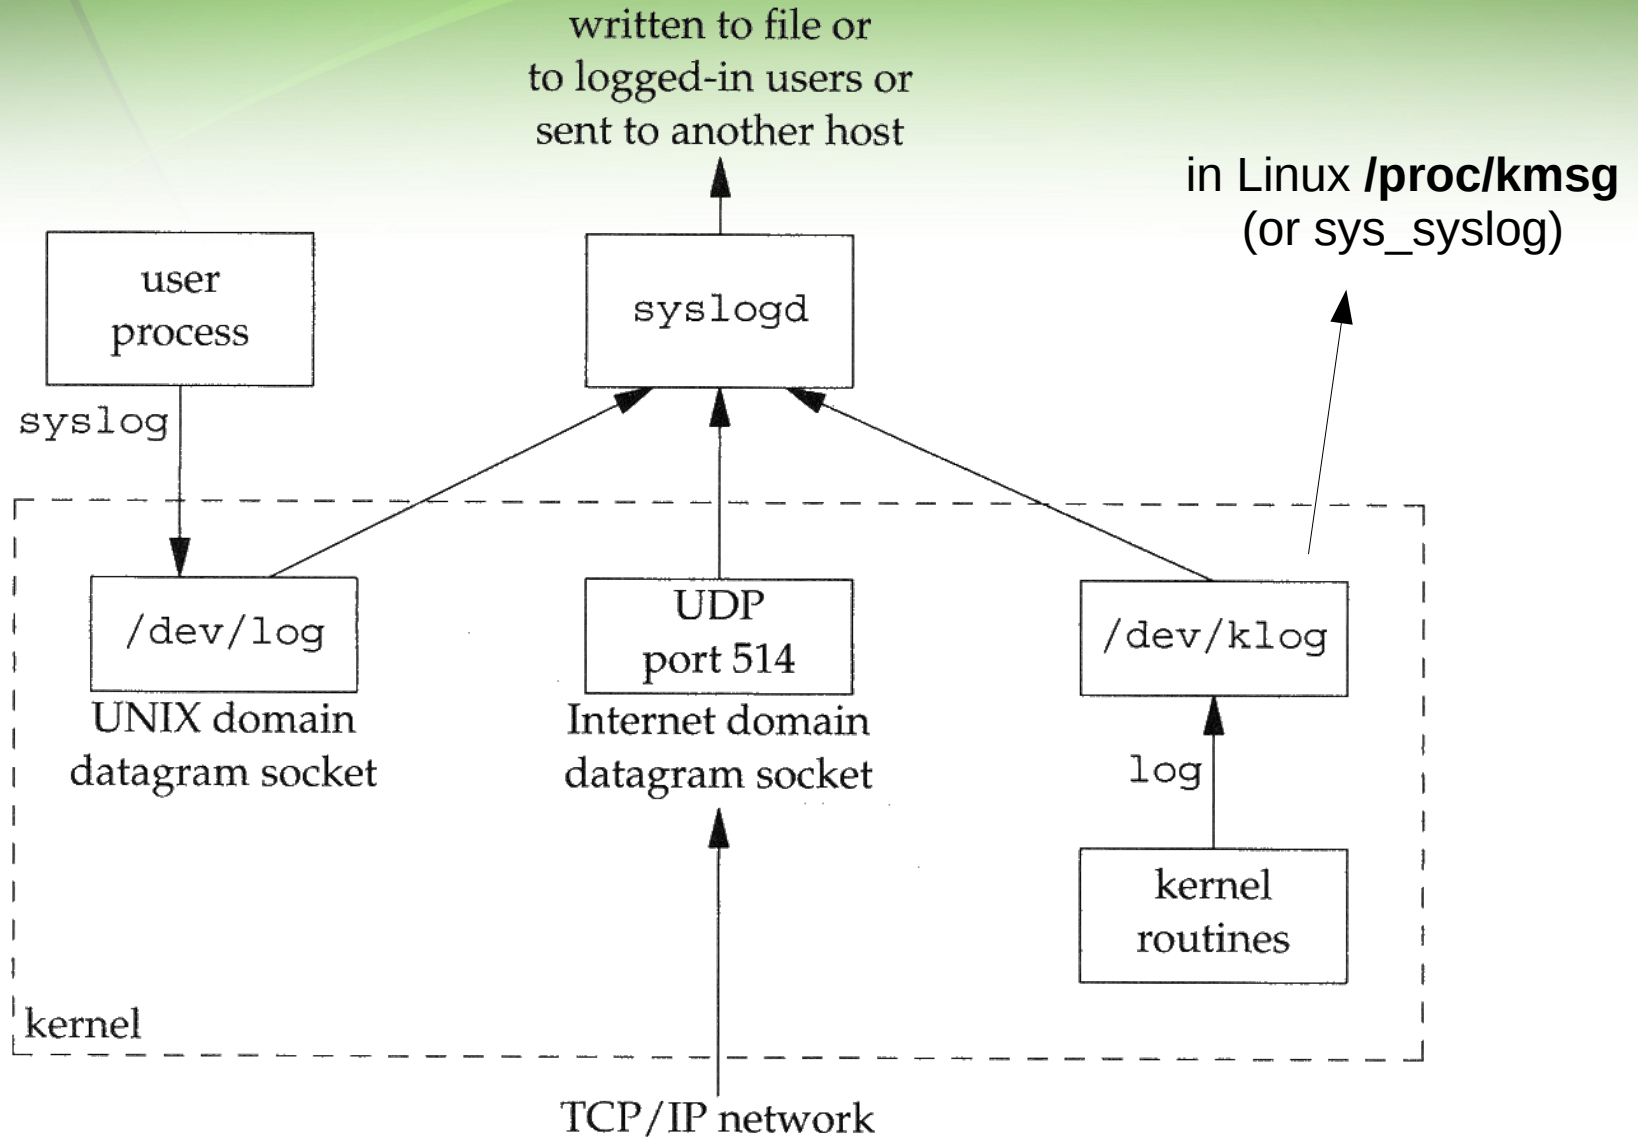 written to file or
to logged-in users or
sent to another host
in Linux /proc/kmsg
(or sys_syslog)
user
process
syslogd
syslog
/dev/log
UNIX domain
datagram socket
UDP
port 514
Internet domain
datagram socket
/dev/klog
log
kernel
routines
kernel
TCP/IP network